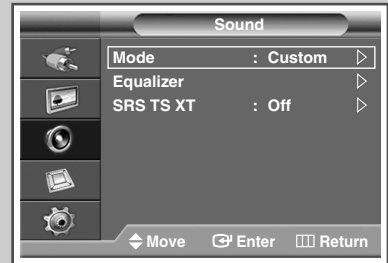 Sound
Mode : Custom
Equalizer
SRS TS XT : Off
Move Enter Return